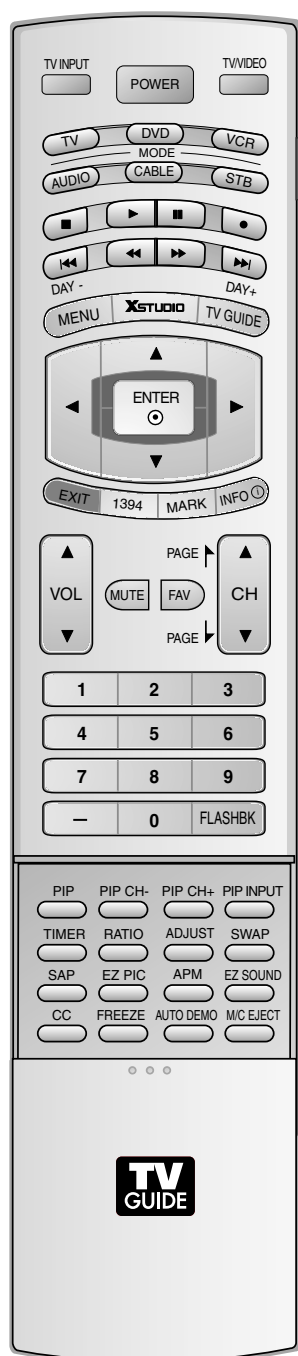 TV INPUT TV/VIDEO
POWER
TV DVD VCR
MODE
AUDIO CABLE STB
DAY - DAY+
MENU XSTUDIO TV GUIDE
ENTER
EXIT 1394 MARK INFO
PAGE
VOL MUTE FAV CH
PAGE
1 2 3
4 5 6
7 8 9
— 0 FLASHBK
PIP PIP CH- PIP CH+ PIP INPUT
TIMER RATIO ADJUST SWAP
SAP EZ PIC APM EZ SOUND
CC FREEZE AUTO DEMO M/C EJECT
TV
GUIDE